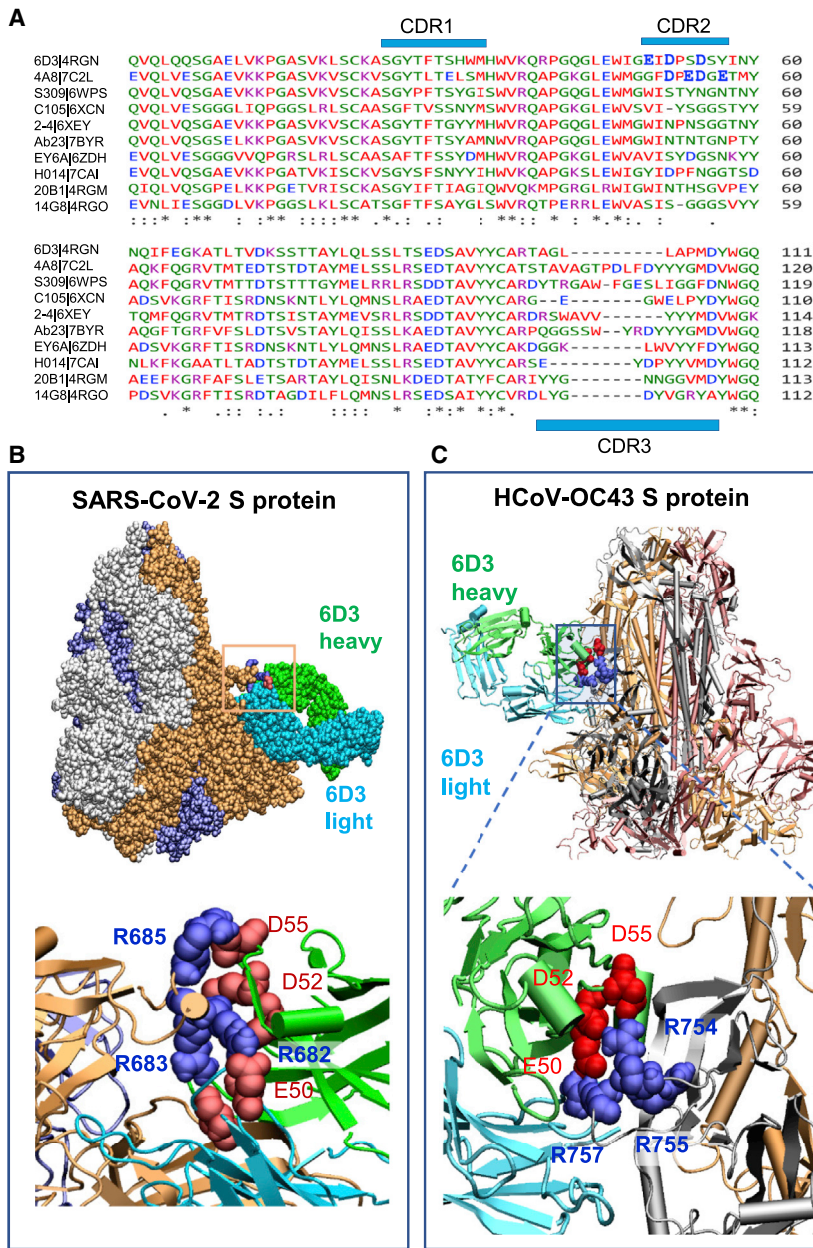 A
CDR1 CDR2
6D3|4RGN QVQLQQSGAELVKPGASVKLSCKASGYTFTSHWMHWVKQRPGQGLEWIGEIDPSDSYINY 60
4A8|7C2L EVQLVESGAEVKKPGASVKVSCKVSGYTLTELSMHWVRQAPGKGLEWMGGFDPEDGETMY 60
S309|6WPS QVQLVQSGAEVKKPGASVKVSCKASGYPFTSYGISWVRQAPGQGLEWMGWISTYNGNTNY 60
C105|6XCN QVQLVESGGGLIQPGGSLRLSCAASGFTVSSNYMSWVRQAPGKGLEWVSVI-YSGGSTYY 59
2-4|6XEY QVQLVQSGAEVKKPGASVKVSCKASGYTFTGYYMHWVRQAPGQGLEWMGWINPNSGGTNY 60
Ab23|7BYR QVQLVQSGSELKKPGASVKVSCKASGYTFTSYAMNWVRQAPGQGLEWMGWINTNTGNPTY 60
EY6A|6ZDH EVQLVESGGGVVQPGRSLRLSCAASAFTFSSYDMHWVRQAPGKGLEWVAVISYDGSNKYY 60
H014|7CAI EVQLVQSGAEVKKPGATVKISCKVSGYSFSNYYIHWVRQAPGKSLEWIGYIDPFNGGTSD 60
20B1|4RGM QIQLVQSGPELKKPGETVRISCKASGYIFTIAGIQWVQKMPGRGLRWIGWINTHSGVPEY 60
14G8|4RGO EVNLIESGGDLVKPGGSLKLSCATSGFTFSAYGLSWVRQTPERRLEWVASIS-GGGSVYY 59
6D3|4RGN NQIFEGKATLTVDKSSTTAYLQLSSLTSEDSAVYYCARTAGL---------LAPMDYWGQ 111
4A8|7C2L AQKFQGRVTMTEDTSTDTAYMELSSLRSEDTAVYYCATSTAVAGTPDLFDYYYGMDVWGQ 120
S309|6WPS AQKFQGRVTMTTDTSTTTGYMELRRLRSDDTAVYYCARDYTRGAW-FGESLIGGFDNWGQ 119
C105|6XCN ADSVKGRFTISRDNSKNTLYLQMNSLRAEDTAVYYCARG--E-------GWELPYDYWGQ 110
2-4|6XEY TQMFQGRVTMTRDTSISTAYMEVSRLRSDDTAVYYCARDRSWAVV------YYYMDVWGK 114
Ab23|7BYR AQGFTGRFVFSLDTSVSTAYLQISSLKAEDTAVYYCARPQGGSSW--YRDYYYGMDVWGQ 118
EY6A|6ZDH ADSVKGRFTISRDNSKNTLYLQMNSLRAEDTAVYYCAKDGGK-------LWVYYFDYWGQ 113
H014|7CAI NLKFKGAATLTADTSTDTAYMELSSLRSEDTAVYYCARSE-------YDPYYVMDYWGQ 112
20B1|4RGM AEEFKGRFAFSLETSARTAYLQISNLKDEDTATYFCARIYYG-------NNGGVMDYWGQ 113
14G8|4RGO PDSVKGRFTISRDTAGDILFLQMNSLRSEDSAIYYCVRDLYG-------DYVGRYAYWGQ 112
CDR3
B
SARS-CoV-2 S protein
6D3
heavy
6D3
light
R685
D55
D52
R683
R682
E50
C
HCoV-OC43 S protein
6D3
heavy
6D3
light
D55
D52
R754
E50
R757
R755